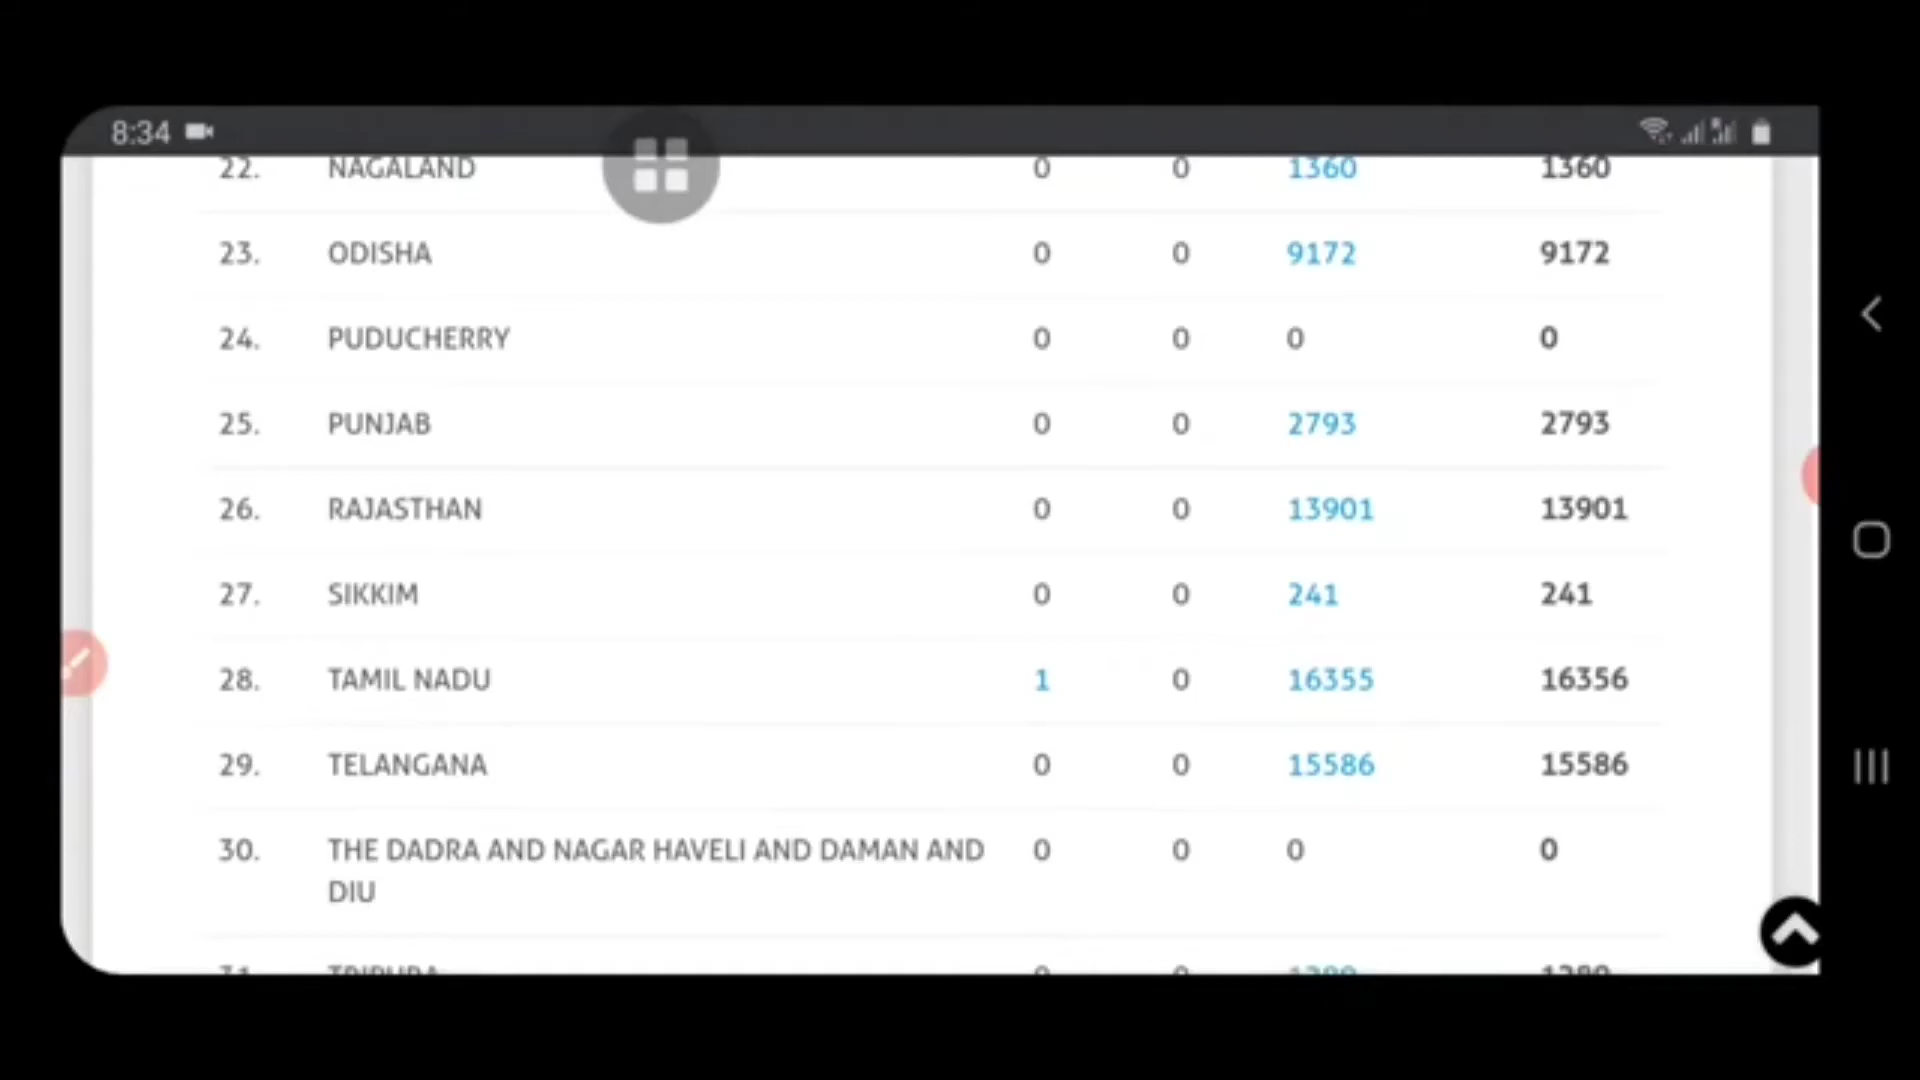 8:34
22. NAGALAND 0 0 1360 1360
23. ODISHA 0 0 9172 9172
24. PUDUCHERRY 0 0 0 0
25. PUNJAB 0 0 2793 2793
26. RAJASTHAN 0 0 13901 13901
27. SIKKIM 0 0 241 241
28. TAMIL NADU 1 0 16355 16356
29. TELANGANA 0 0 15586 15586
30. THE DADRA AND NAGAR HAVELI AND DAMAN AND 0 0 0 0
DIU